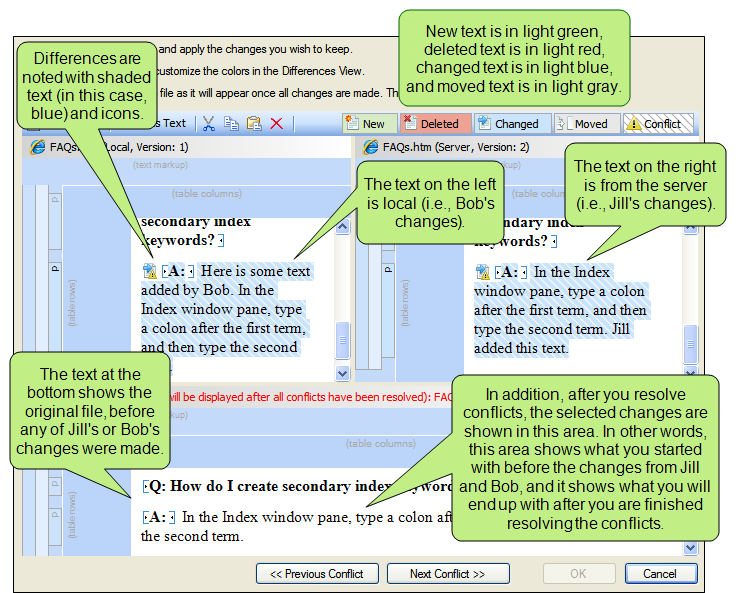 New text is in light green,
deleted text is in light red,
changed text is in light blue,
and moved text is in light gray.
Differences are
noted with shaded
text (in this case,
blue) and icons.
and apply the changes you wish to keep.
customize the colors in the Differences View.
file as it will appear once all changes are made. Th
s Text
New
Deleted
Changed
Moved
Conflict
FAQs. Local, Version: 1)
FAQs.htm (Server, Version: 2)
(text markup)
(table columns)
The text on the left
is local (i.e., Bob's
changes).
The text on the right
is from the server
(i.e., Jill's changes).
p
p
(table rows)
secondary index
keywords?
A: Here is some text
added by Bob. In the
Index window pane, type
a colon after the first term,
and then type the second
p
(table rows)
secondary index
keywords?
A: In the Index
window pane, type a colon
after the first term, and then
type the second term. Jill
added this text.
The text at the
bottom shows the
original file, before
any of Jill's or Bob's
changes were made.
will be displayed after all conflicts have been resolved): FAQ
kup)
(table columns)
In addition, after you resolve
conflicts, the selected changes are
shown in this area. In other words,
this area shows what you started
with before the changes from Jill
and Bob, and it shows what you will
end up with after you are finished
resolving the conflicts.
p
p
(table rows)
Q: How do I create secondary index keyword
A: In the Index window pane, type a colon aft
the second term.
<< Previous Conflict
Next Conflict >>
OK
Cancel